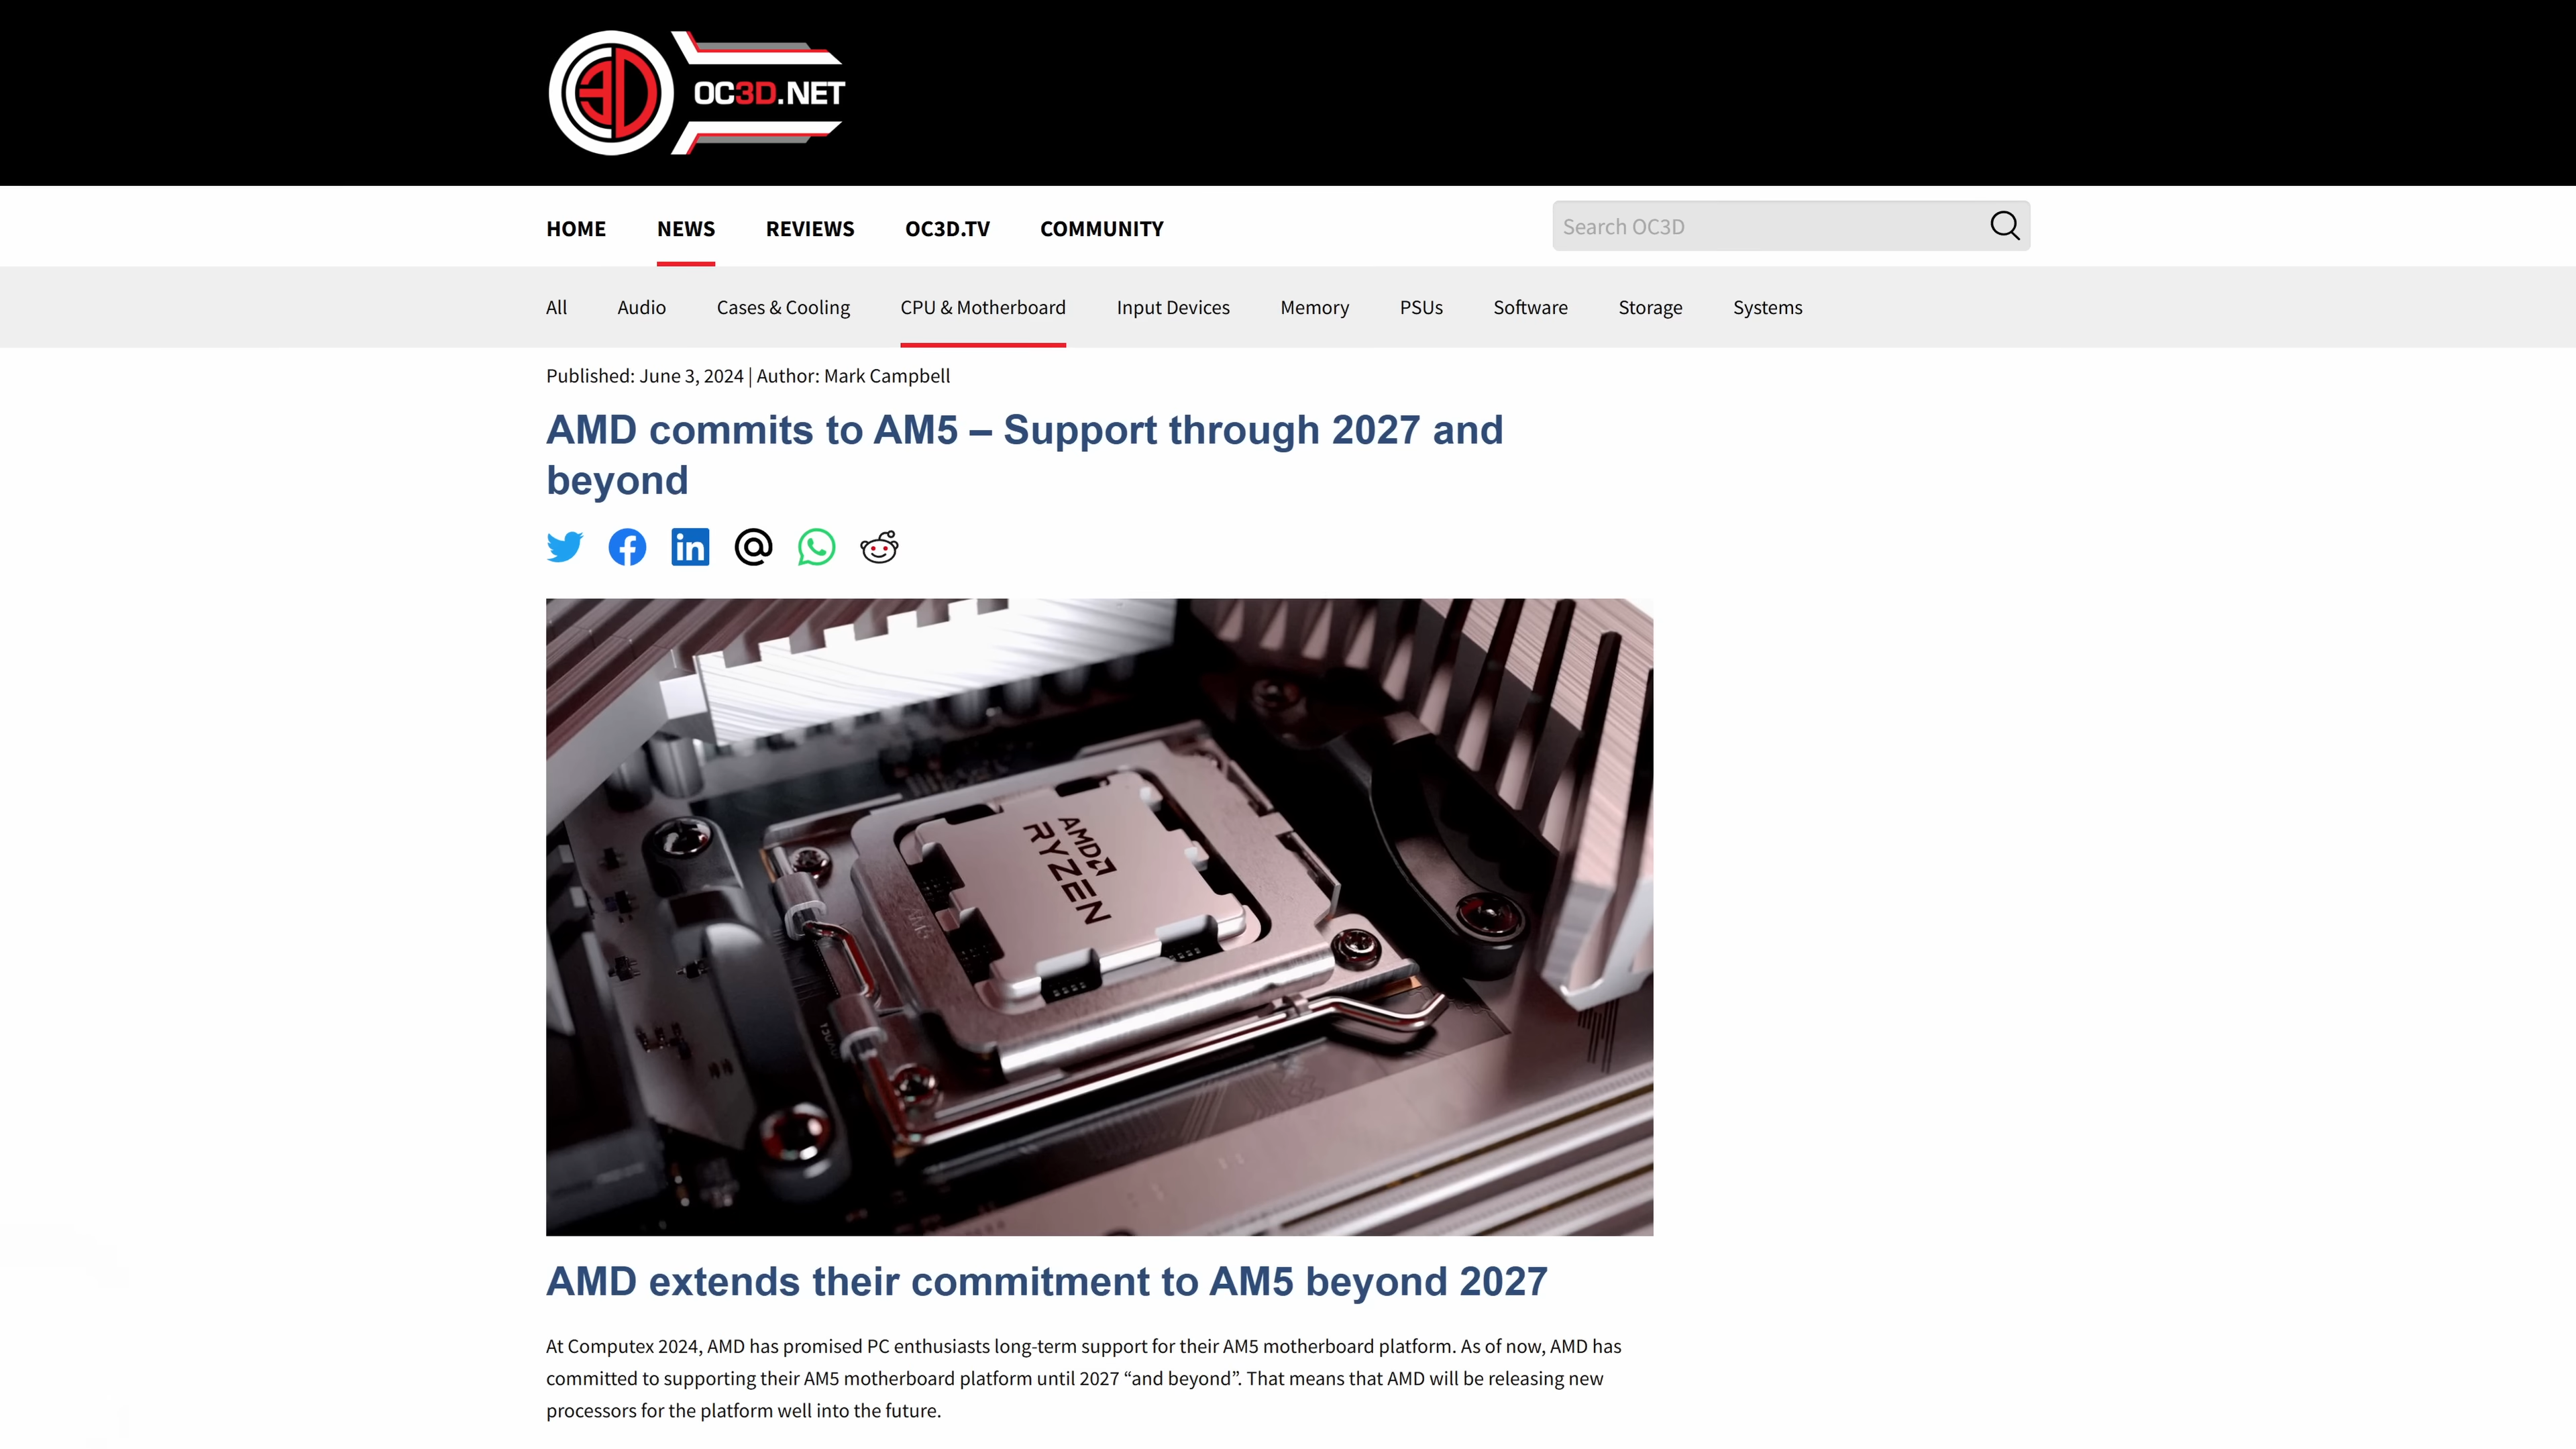 3D OC3D.NET
HOME NEWS REVIEWS OC3D.TV COMMUNITY Search OC3D
All Audio Cases & Cooling CPU & Motherboard Input Devices Memory PSUs Software Storage Systems
Published: June 3, 2024 | Author: Mark Campbell
AMD commits to AM5 – Support through 2027 and
beyond
AMD
RYZEN
AM5
AMD extends their commitment to AM5 beyond 2027
At Computex 2024, AMD has promised PC enthusiasts long-term support for their AM5 motherboard platform. As of now, AMD has
committed to supporting their AM5 motherboard platform until 2027 “and beyond”. That means that AMD will be releasing new
processors for the platform well into the future.